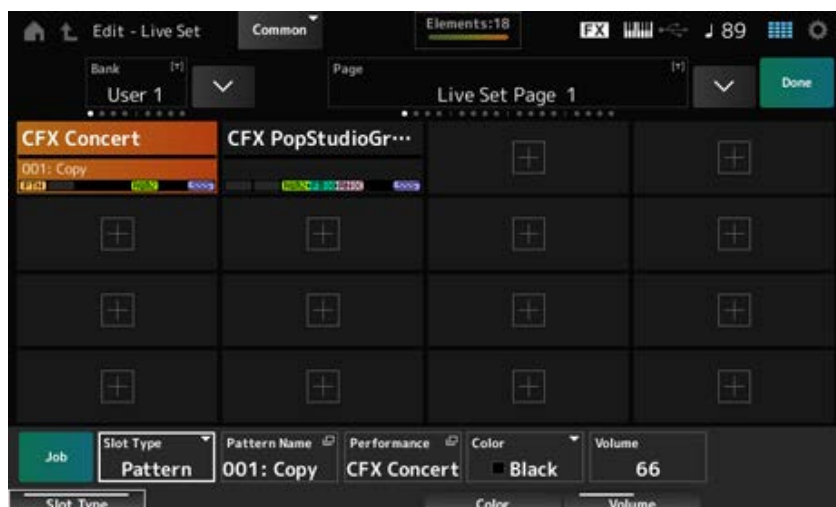 Edit - Live Set
Common
Elements:18
FX
♩ 89
Bank
User 1
Page
Live Set Page 1
Done
CFX Concert
CFX PopStudioGr⋯
001: Copy
Job
Slot Type
Pattern
Pattern Name
001: Copy
Performance
CFX Concert
Color
Black
Volume
66
Slot Type
Color
Volume